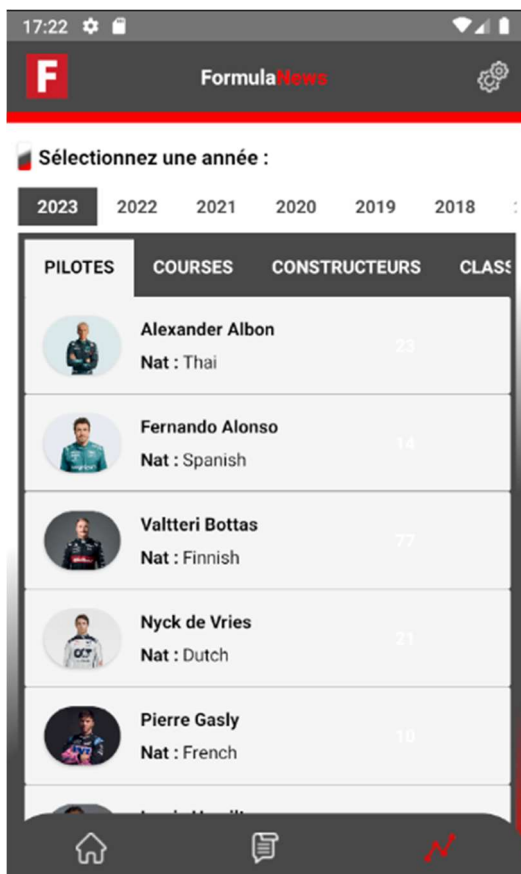 17:22
F
FormulaNews
Sélectionnez une année :
2023 2022 2021 2020 2019 2018
PILOTES COURSES CONSTRUCTEURS CLASS
Alexander Albon
23
Nat : Thai
Fernando Alonso
14
Nat : Spanish
Valtteri Bottas
77
Nat : Finnish
Nyck de Vries
21
Nat : Dutch
Pierre Gasly
10
Nat : French